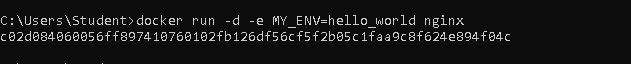 C:\Users\Student>docker run -d -e MY_ENV=hello_world nginx
c02d084060056ff897410760102fb126df56cf5f2b05c1faa9c8f624e894f04c